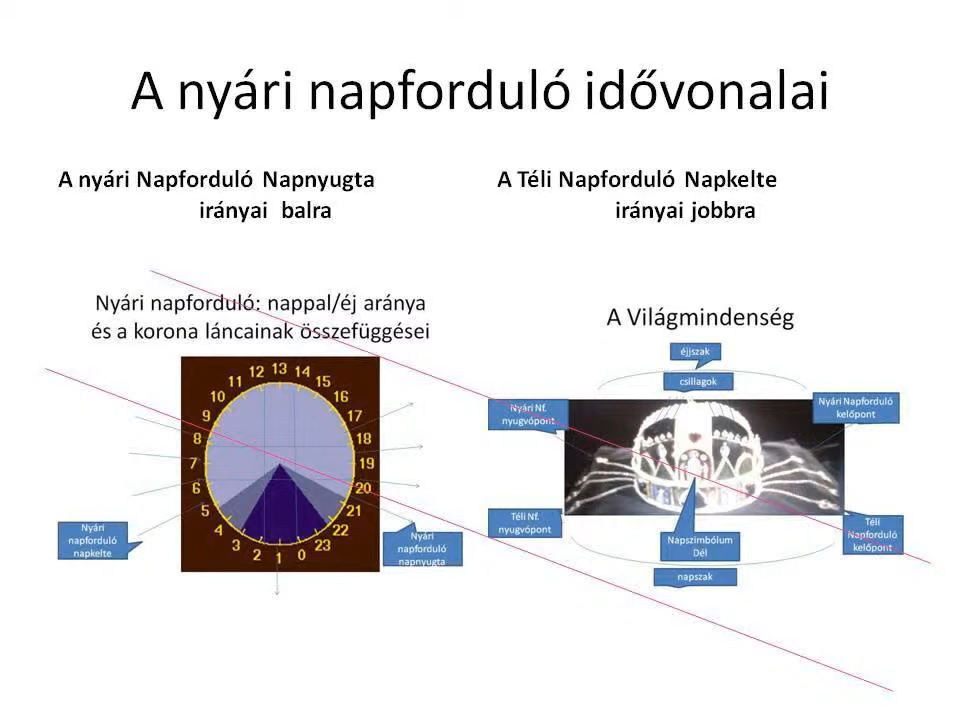 A nyári napforduló idővonalai
A nyári Napforduló Napnyugta
irányai balra
A Téli Napforduló Napkelte
irányai jobbra
Nyári napforduló: nappal/éj aránya
és a korona láncainak összefüggései
12 13 14
11 15
10 16
9 17
8 18
7 19
6 20
5 21
4 22
3 23
2 1 0
Nyári
napforduló
napkelte
Nyári
napforduló
napnyugta
A Világmindenség
éjjszak
csillagok
Nyári Nf.
nyugvópont
Nyári Napforduló
kelőpont
Téli Nf.
nyugvópont
Napszimbólum
Dél
Téli
Napforduló
kelőpont
napszak